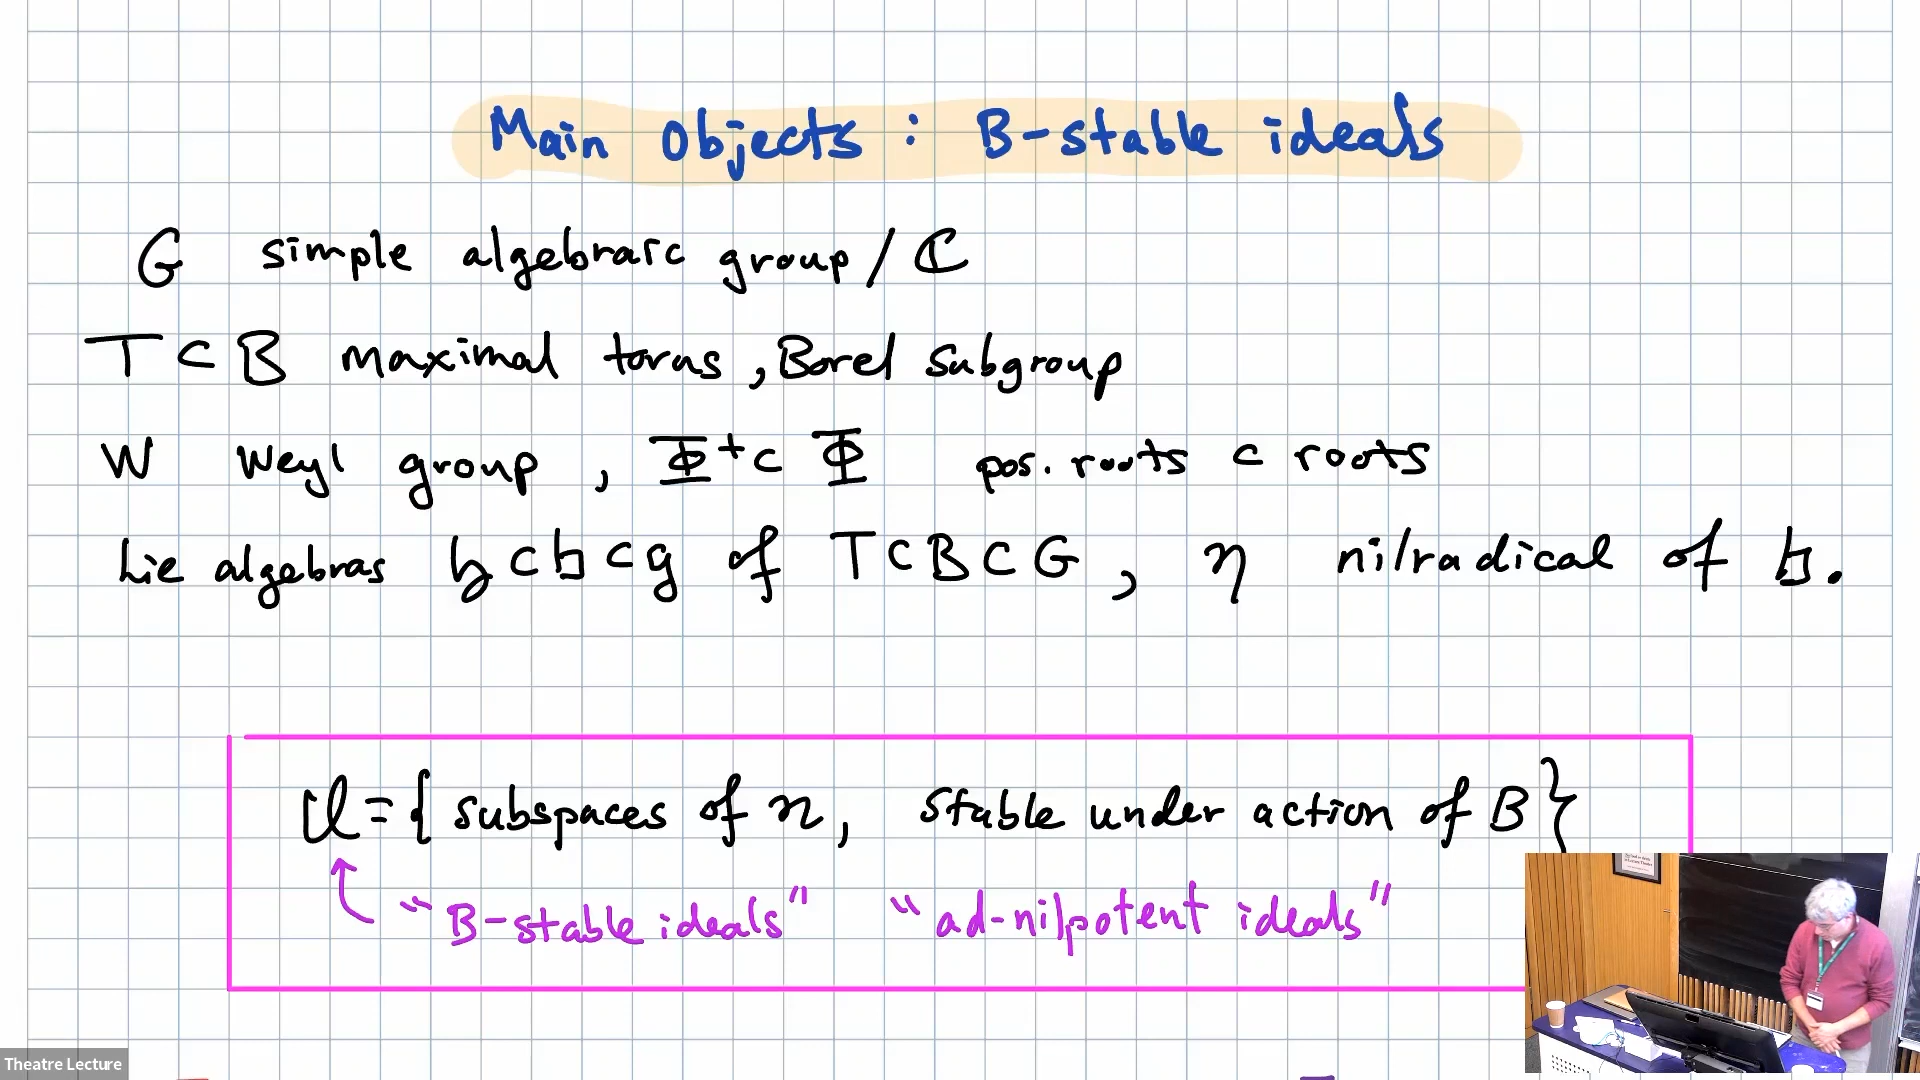 Main Objects : B-stable ideals
G simple algebraic group / ℂ
T ⊂ B maximal torus, Borel subgroup
W Weyl group, Φ⁺ ⊂ Φ pos. roots ⊂ roots
Lie algebras 𝔥 ⊂ 𝔟 ⊂ 𝔤 of T ⊂ B ⊂ G, η nilradical of 𝔟.
𝓘 = { subspaces of n, stable under action of B }
"B-stable ideals" "ad-nilpotent ideals"
Theatre Lecture